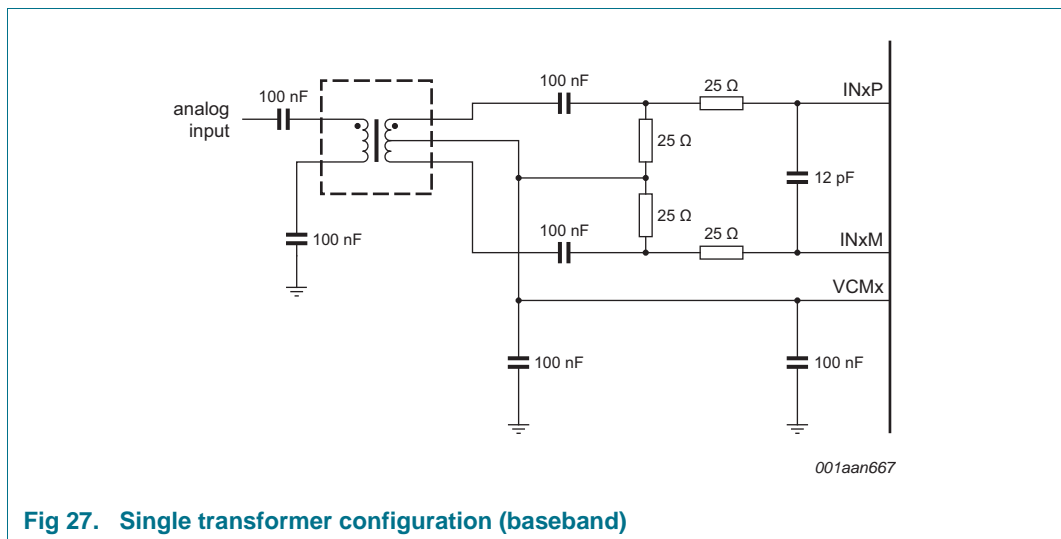 100 nF
25 Ω
INxP
100 nF
analog
input
25 Ω
12 pF
25 Ω
100 nF
100 nF
25 Ω
INxM
VCMx
100 nF
100 nF
001aan667
Fig 27. Single transformer configuration (baseband)